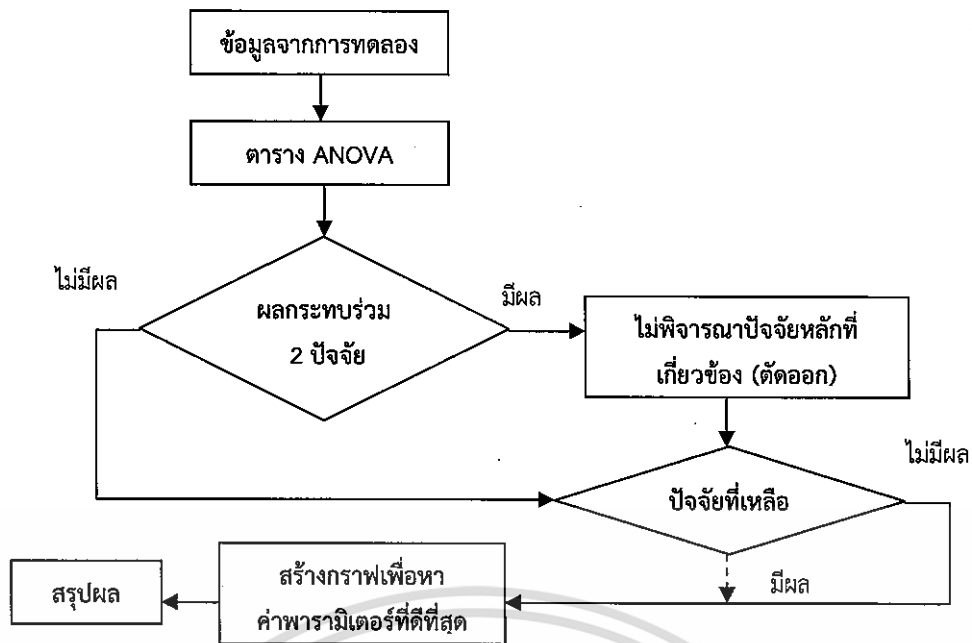 ข้อมูลจากการทดลอง
ตาราง ANOVA
ไม่มีผล
ผลกระทบร่วม
2 ปัจจัย
มีผล
ไม่พิจารณาปัจจัยหลักที่
เกี่ยวข้อง (ตัดออก)
ไม่มีผล
ปัจจัยที่เหลือ
มีผล
สร้างกราฟเพื่อหา
ค่าพารามิเตอร์ที่ดีที่สุด
สรุปผล